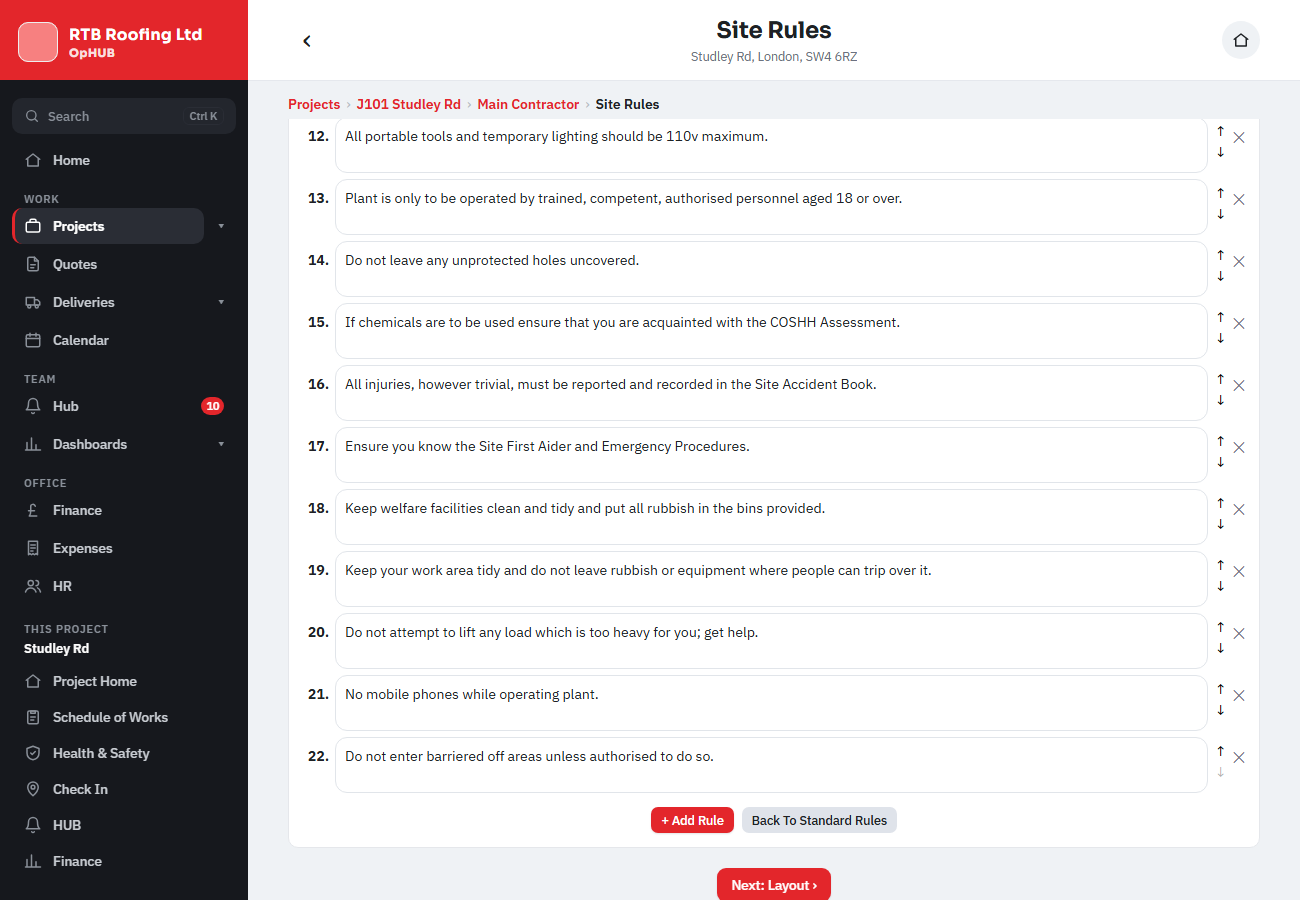 RTB Roofing Ltd
OpHUB
Search Ctrl K
Home
WORK
Projects
Quotes
Deliveries
Calendar
TEAM
Hub 10
Dashboards
OFFICE
Finance
Expenses
HR
THIS PROJECT
Studley Rd
Project Home
Schedule of Works
Health & Safety
Check In
HUB
Finance
Site Rules
Studley Rd, London, SW4 6RZ
Projects › J101 Studley Rd › Main Contractor › Site Rules
12. All portable tools and temporary lighting should be 110v maximum.
13. Plant is only to be operated by trained, competent, authorised personnel aged 18 or over.
14. Do not leave any unprotected holes uncovered.
15. If chemicals are to be used ensure that you are acquainted with the COSHH Assessment.
16. All injuries, however trivial, must be reported and recorded in the Site Accident Book.
17. Ensure you know the Site First Aider and Emergency Procedures.
18. Keep welfare facilities clean and tidy and put all rubbish in the bins provided.
19. Keep your work area tidy and do not leave rubbish or equipment where people can trip over it.
20. Do not attempt to lift any load which is too heavy for you; get help.
21. No mobile phones while operating plant.
22. Do not enter barriered off areas unless authorised to do so.
+ Add Rule Back To Standard Rules
Next: Layout ›